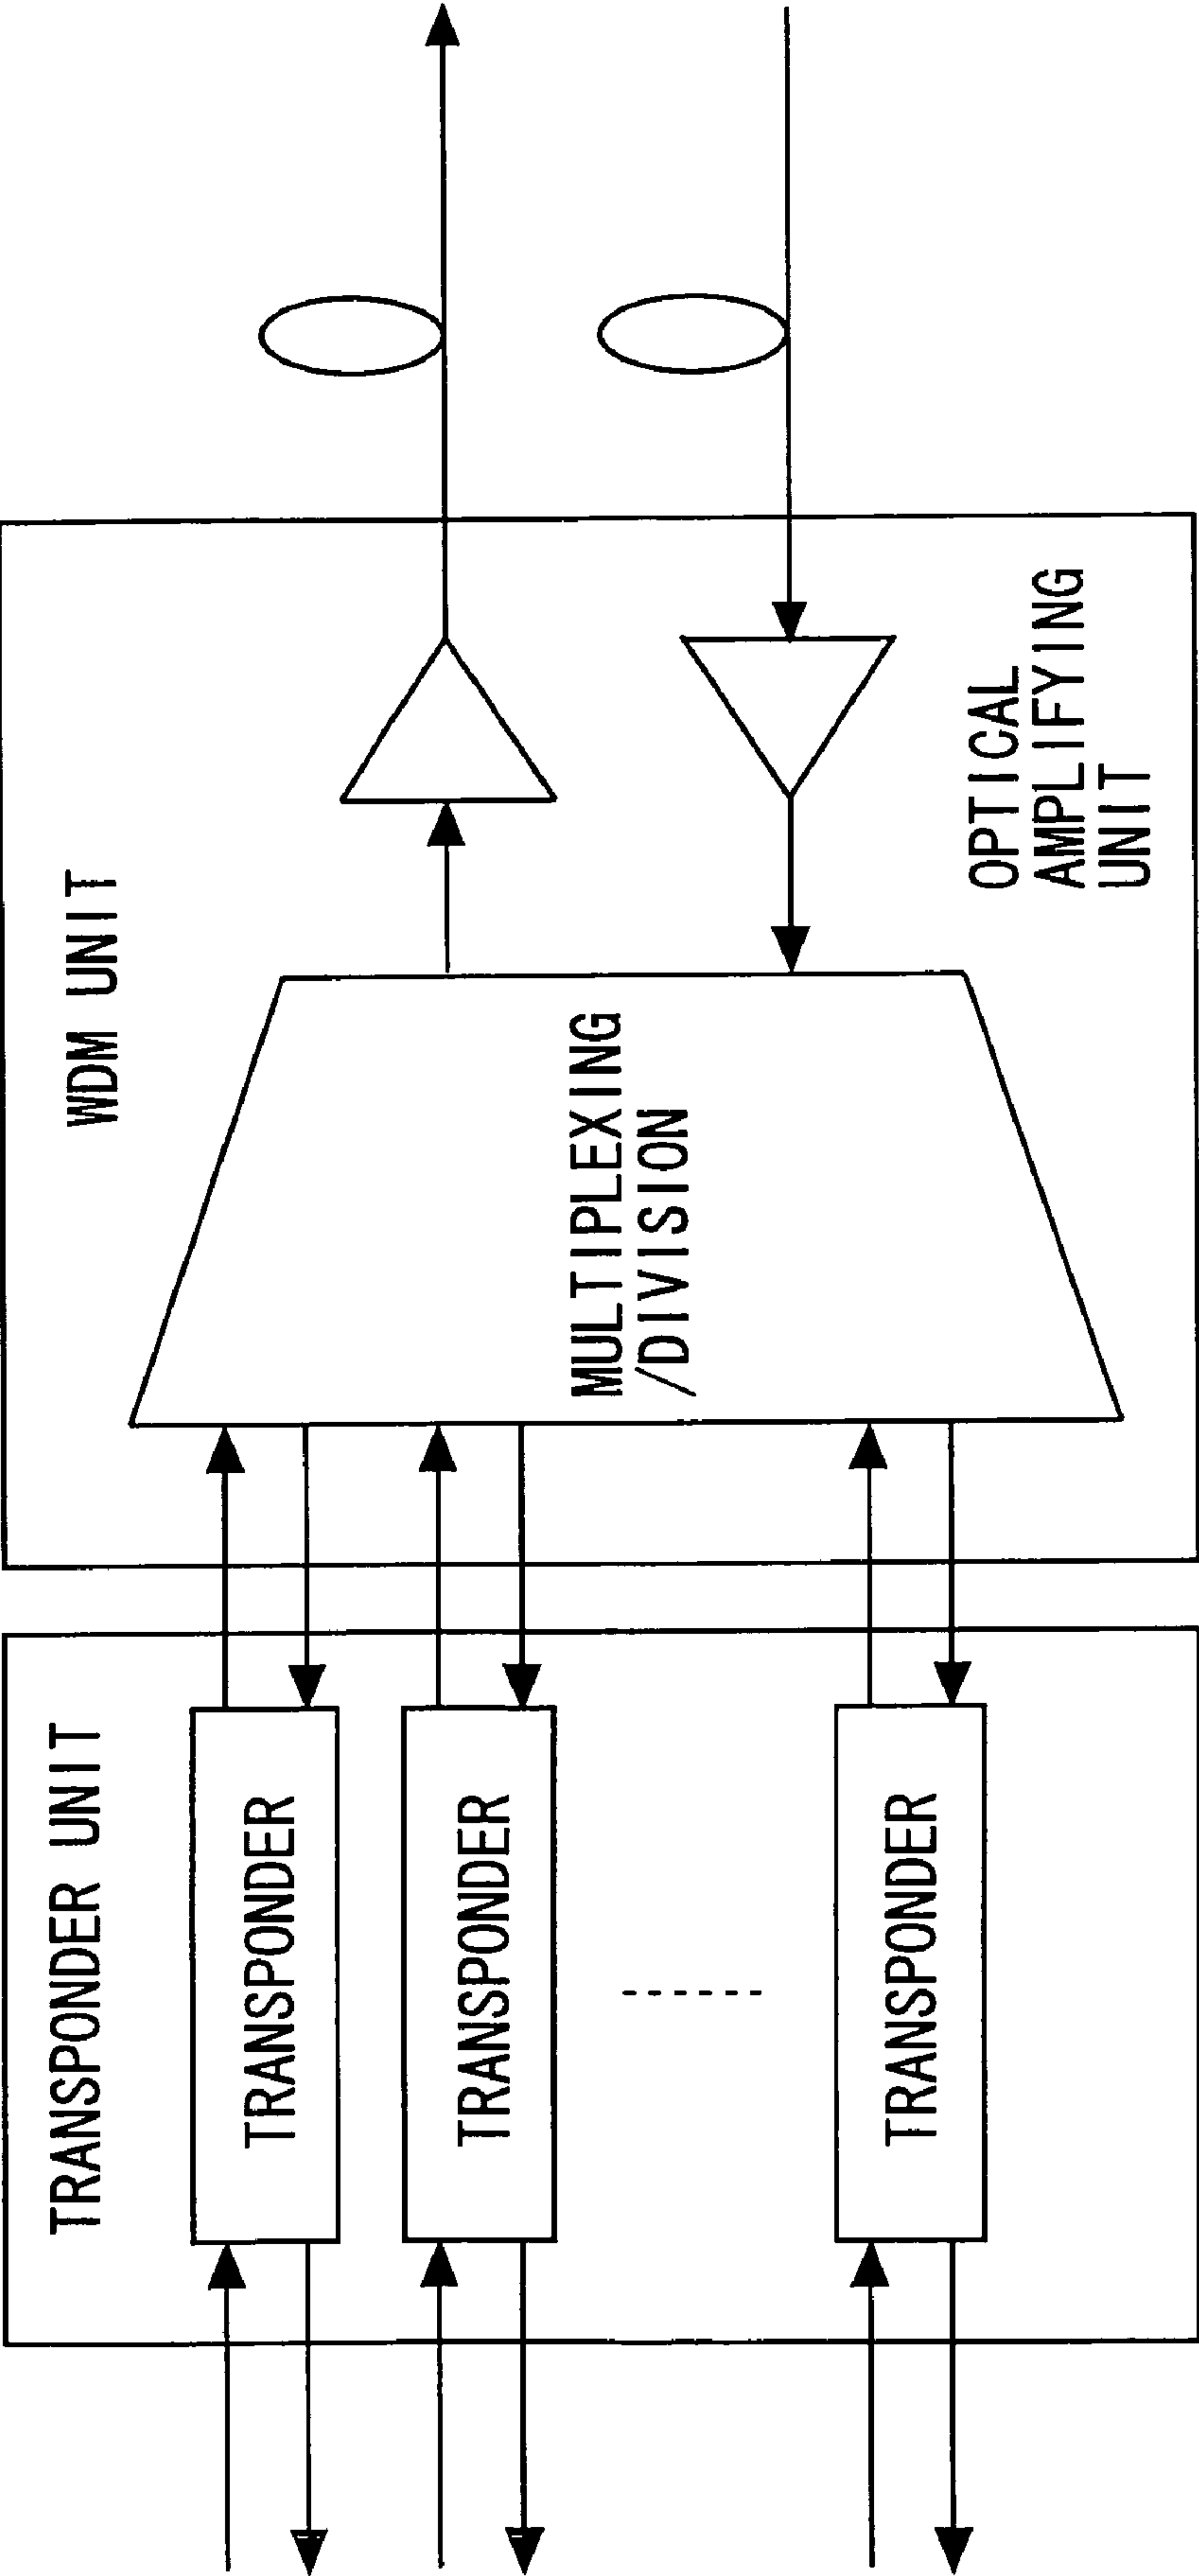 TRANSPONDER UNIT
TRANSPONDER
TRANSPONDER
TRANSPONDER
WDM UNIT
MULTIPLEXING
/DIVISION
OPTICAL
AMPLIFYING
UNIT